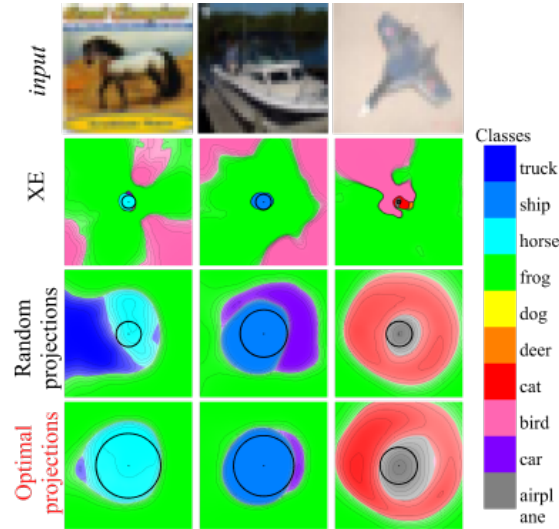 input
Classes
XE
truck
ship
horse
Random
projections
frog
dog
deer
cat
Optimal
projections
bird
car
airpl
ane